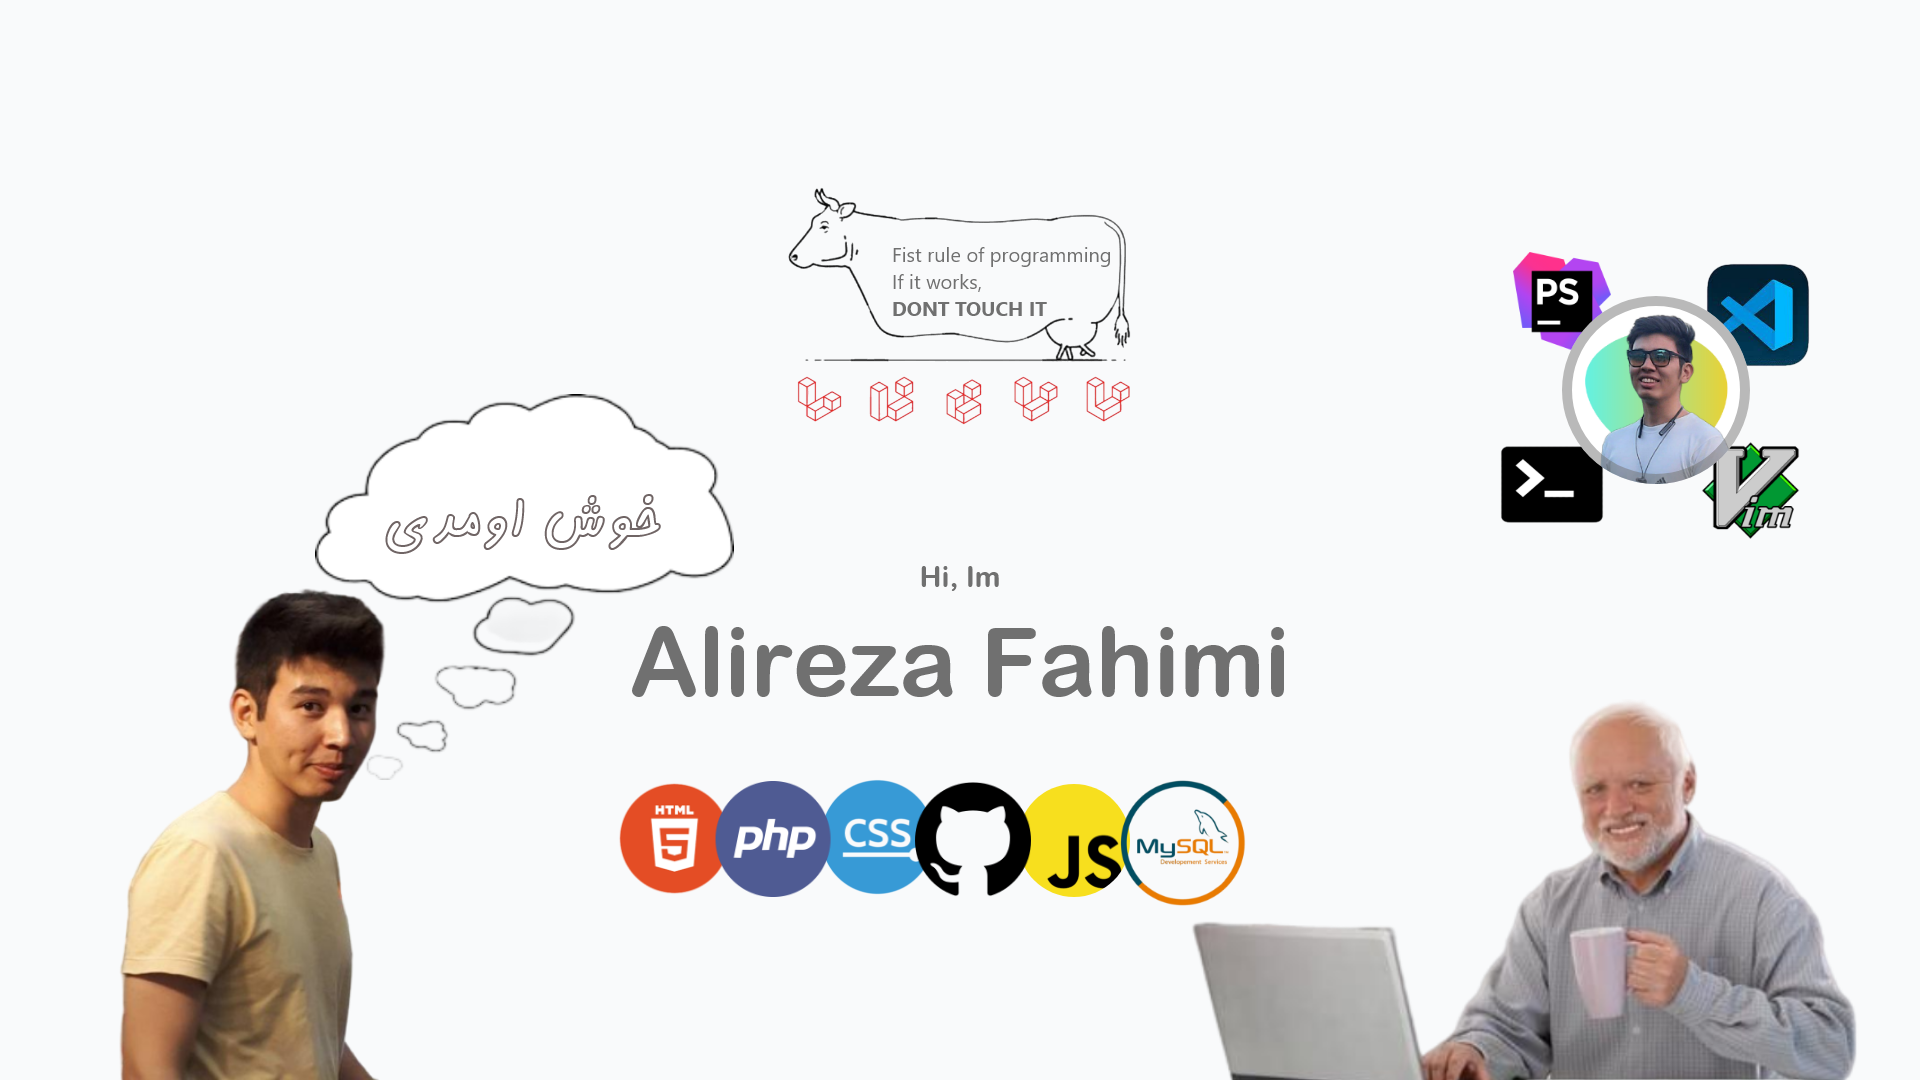 Fist rule of programming
If it works,
DONT TOUCH IT
PS
خوش اومدی
Vim
Hi, Im
Alireza Fahimi
HTML
5
php
CSS
JS
MySQL
Developement Services